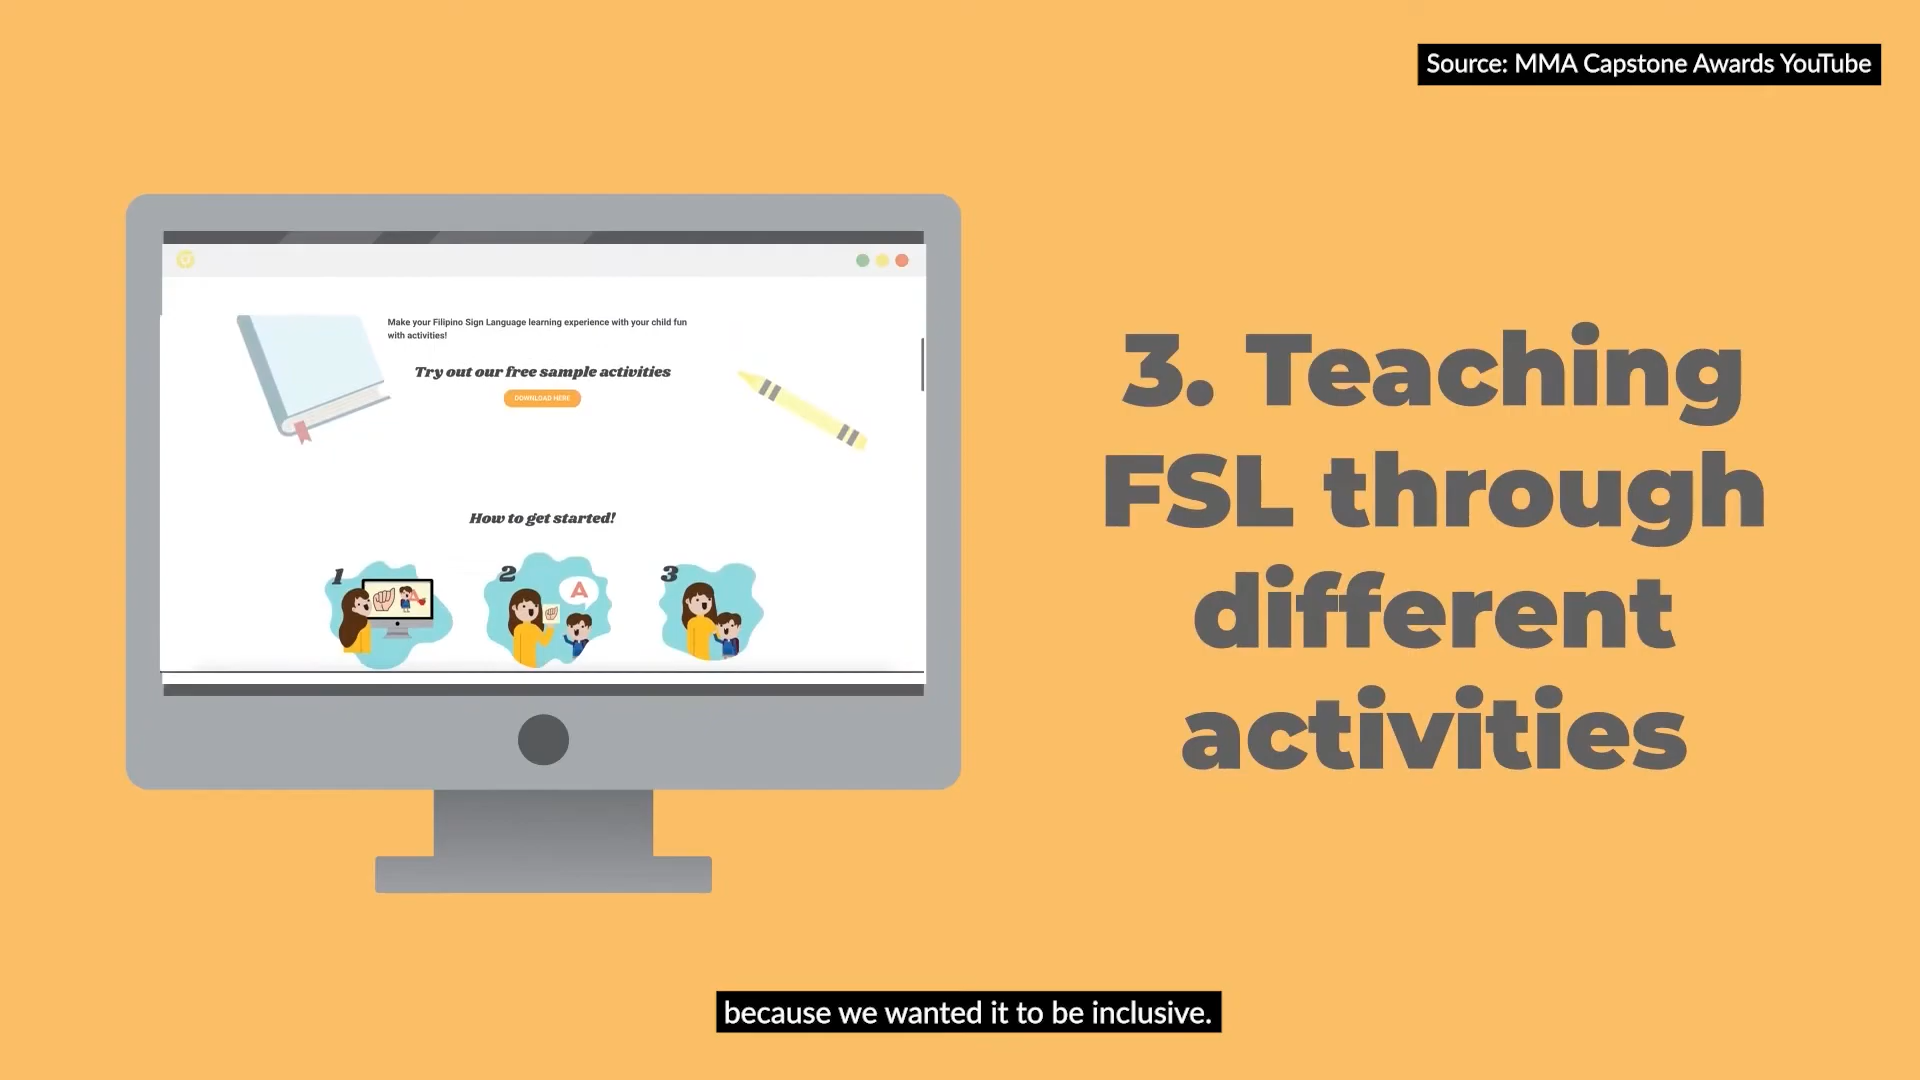 Source: MMA Capstone Awards YouTube
Make your Filipino Sign Language learning experience with your child fun
with activities!
Try out our free sample activities
DOWNLOAD HERE
How to get started!
1
2
A
3
3. Teaching
FSL through
different
activities
because we wanted it to be inclusive.